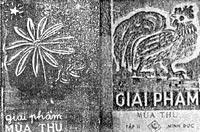 giai phẩm
MÙA THU
GIAI PHẨM
MÙA THU
TẬP II
MINH ĐỨC